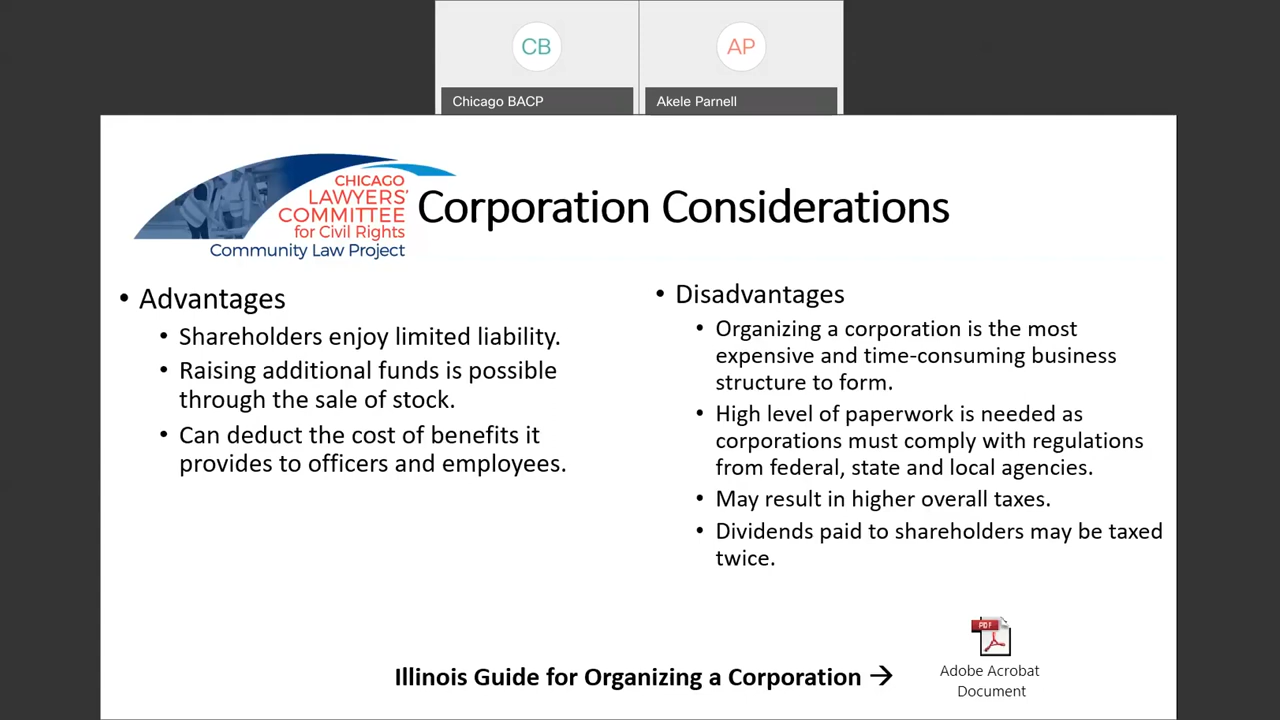 CB
AP
Chicago BACP
Akele Parnell
CHICAGO
LAWYERS'
COMMITTEE
for Civil Rights
Community Law Project
Corporation Considerations
• Advantages
• Shareholders enjoy limited liability.
• Raising additional funds is possible
through the sale of stock.
• Can deduct the cost of benefits it
provides to officers and employees.
• Disadvantages
• Organizing a corporation is the most
expensive and time-consuming business
structure to form.
• High level of paperwork is needed as
corporations must comply with regulations
from federal, state and local agencies.
• May result in higher overall taxes.
• Dividends paid to shareholders may be taxed
twice.
Illinois Guide for Organizing a Corporation →
PDF
Adobe Acrobat
Document